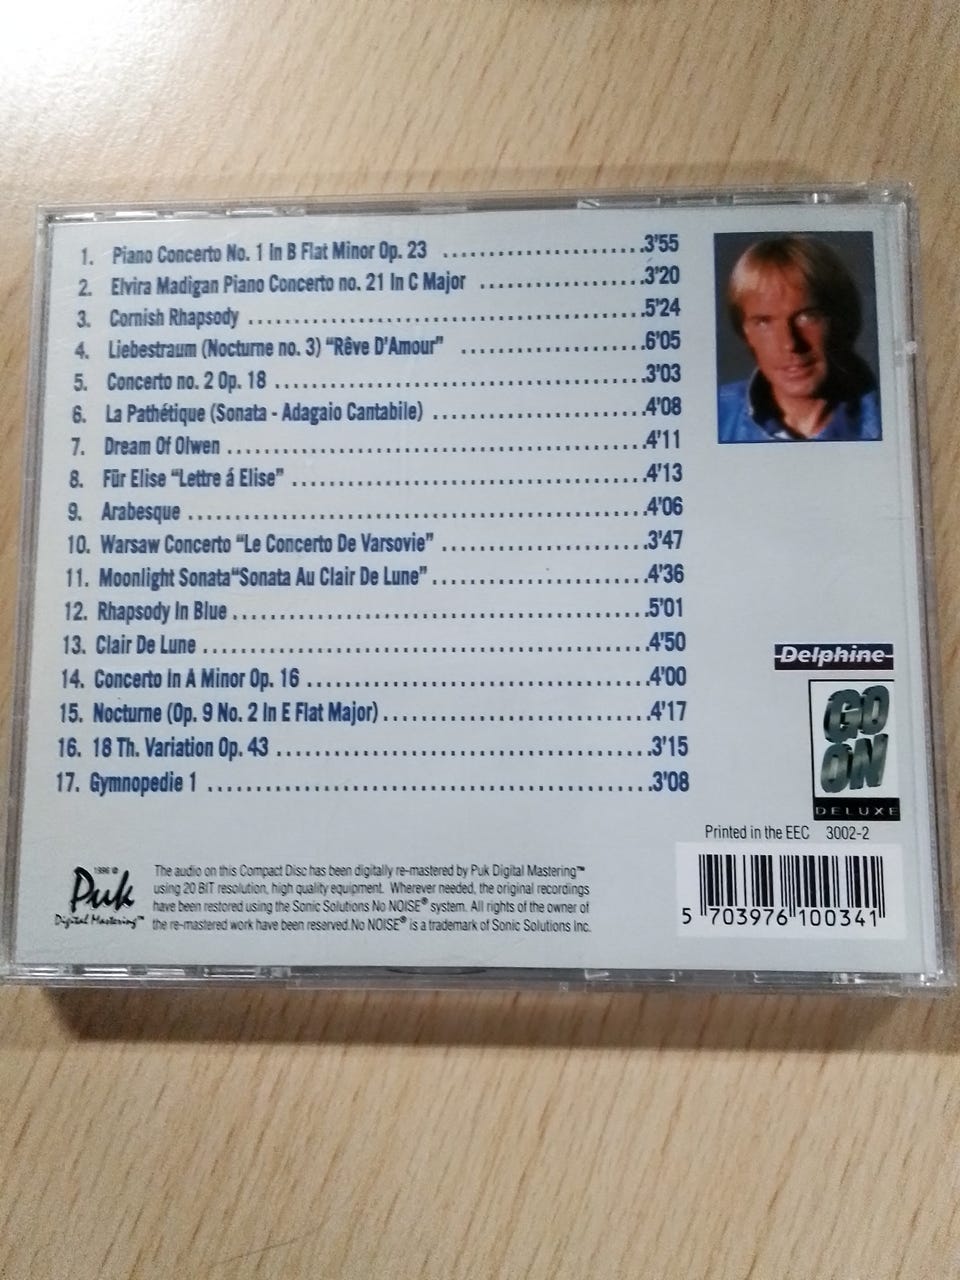 1. Piano Concerto No. 1 In B Flat Minor Op. 23 ........................3'55
2. Elvira Madigan Piano Concerto no. 21 In C Major ....................3'20
3. Cornish Rhapsody ................................................5'24
4. Liebestraum (Nocturne no. 3) “Rêve D'Amour” ......................6'05
5. Concerto no. 2 Op. 18 ............................................3'03
6. La Pathétique (Sonata - Adagaio Cantabile) .........................4'08
7. Dream Of Olwen ..................................................4'11
8. Für Elise “Lettre á Elise” ..........................................4'13
9. Arabesque .......................................................4'06
10. Warsaw Concerto “Le Concerto De Varsovie” ........................3'47
11. Moonlight Sonata“Sonata Au Clair De Lune” .........................4'36
12. Rhapsody In Blue .................................................5'01
13. Clair De Lune ....................................................4'50
14. Concerto In A Minor Op. 16 ........................................4'00
15. Nocturne (Op. 9 No. 2 In E Flat Major) ...............................4'17
16. 18 Th. Variation Op. 43 ............................................3'15
17. Gymnopedie 1 ...................................................3'08
Delphine
GO
ON
DELUXE
Printed in the EEC 3002-2
1996 ©
Puk
Digital Mastering™
The audio on this Compact Disc has been digitally re-mastered by Puk Digital Mastering™
using 20 BIT resolution, high quality equipment. Wherever needed, the original recordings
have been restored using the Sonic Solutions No NOISE® system. All rights of the owner of
the re-mastered work have been reserved.No NOISE® is a trademark of Sonic Solutions Inc.
5 703976 100341